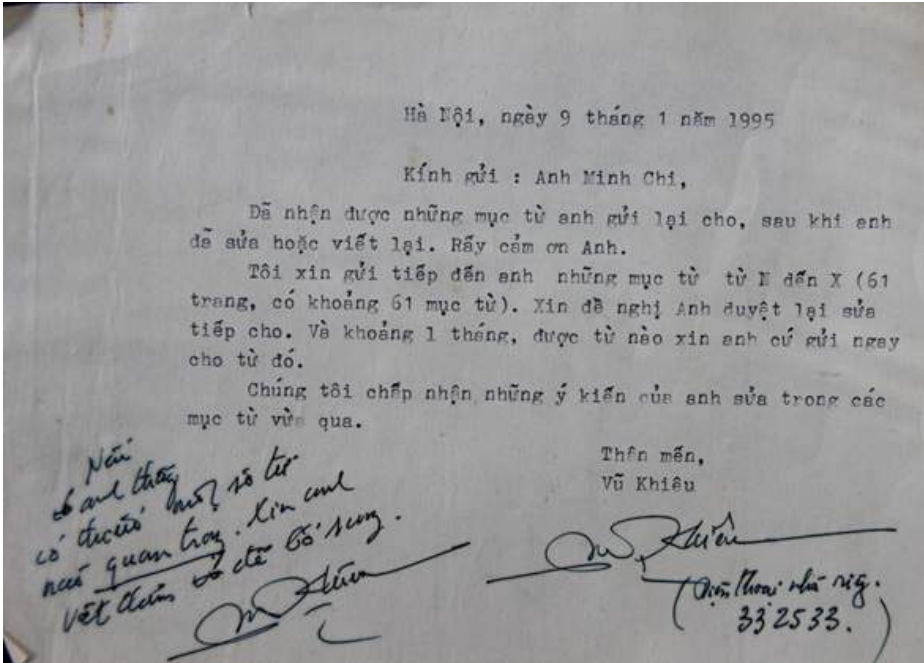 Hà Nội, ngày 9 tháng 1 năm 1995
Kính gửi : Anh Minh Chi,
Đã nhận được những mục từ anh gửi lại cho, sau khi anh
đã sửa hoặc viết lại. Rấy cảm ơn Anh.
Tôi xin gửi tiếp đến anh những mục từ từ N đến X (61
trang, có khoảng 61 mục từ). Xin đề nghị Anh duyệt lại sửa
tiếp cho. Và khoảng 1 tháng, được từ nào xin anh cứ gửi ngay
cho từ đó.
Chúng tôi chấp nhận những ý kiến của anh sửa trong các
mục từ vừa qua.
Thân mến,
Vũ Khiêu
Nếu
anh thấy
có một số từ
quan trọng. Xin anh
viết thêm để bổ sung.
Khiêu
Khiêu
(Điện thoại nhà riêng.
332533.)